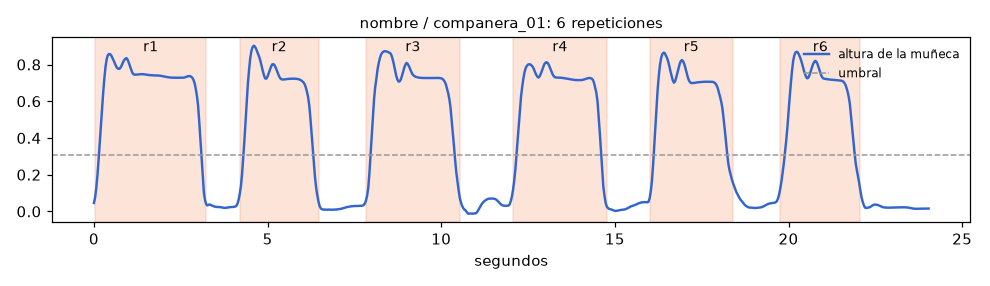 nombre / companera_01: 6 repeticiones
r1 r2 r3 r4 r5 r6
altura de la muñeca
umbral
0.8
0.6
0.4
0.2
0.0
0 5 10 15 20 25
segundos